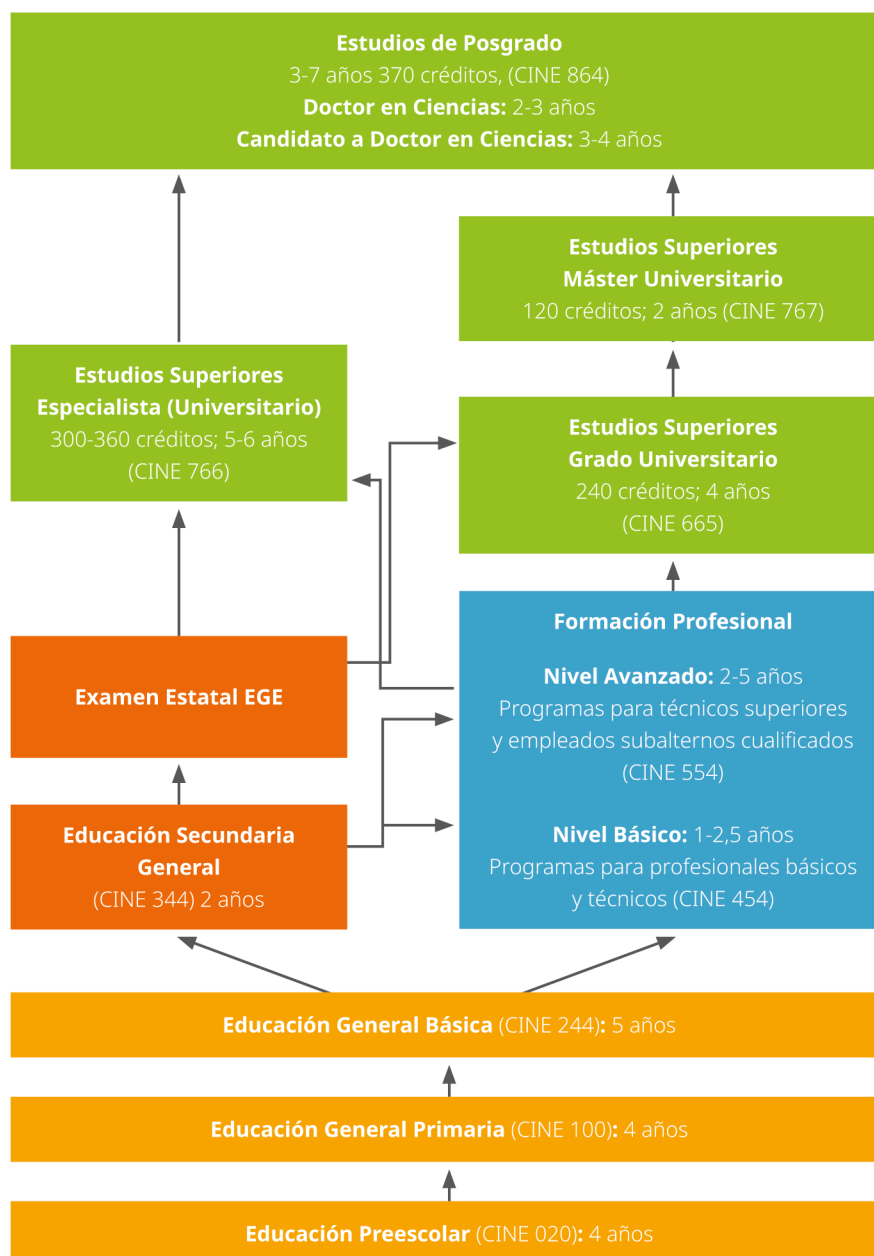 Estudios de Posgrado
3-7 años 370 créditos, (CINE 864)
Doctor en Ciencias: 2-3 años
Candidato a Doctor en Ciencias: 3-4 años
Estudios Superiores
Máster Universitario
120 créditos; 2 años (CINE 767)
Estudios Superiores
Especialista (Universitario)
300-360 créditos; 5-6 años
(CINE 766)
Estudios Superiores
Grado Universitario
240 créditos; 4 años
(CINE 665)
Formación Profesional
Nivel Avanzado: 2-5 años
Programas para técnicos superiores
y empleados subalternos cualificados
(CINE 554)
Nivel Básico: 1-2,5 años
Programas para profesionales básicos
y técnicos (CINE 454)
Examen Estatal EGE
Educación Secundaria
General
(CINE 344) 2 años
Educación General Básica (CINE 244): 5 años
Educación General Primaria (CINE 100): 4 años
Educación Preescolar (CINE 020): 4 años